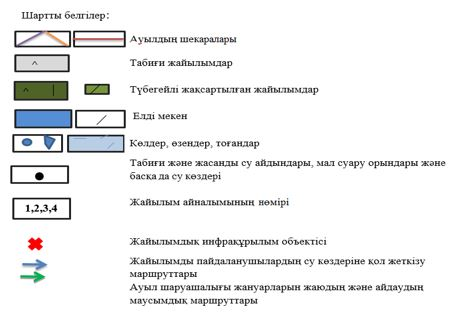 Шартты белгілер:
Ауылдың шекаралары
Табиғи жайылымдар
Түбегейлі жақсартылған жайылымдар
Елді мекен
Көлдер, өзендер, тоғандар
Табиғи және жасанды су айдындары, мал суару орындары және
басқа да су көздері
1,2,3,4
Жайылым айналымының нөмірі
Жайылымдық инфрақұрылым объектісі
Жайылымды пайдаланушылардың су көздеріне қол жеткізу
маршруттары
Ауыл шаруашалығы жануарларын жаюдың және айдаудың
маусымдық маршруттары